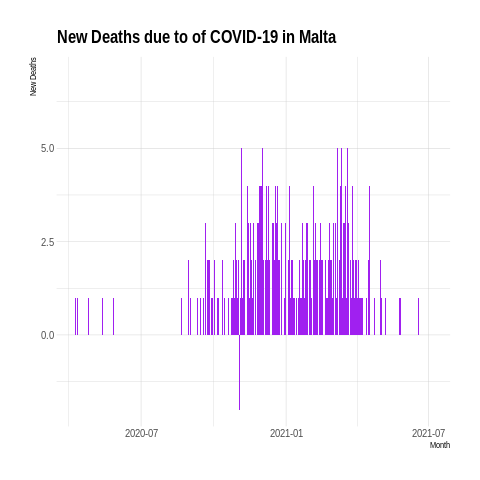 New Deaths due to of COVID-19 in Malta
New Deaths
5.0
2.5
0.0
2020-07
2021-01
2021-07
Month